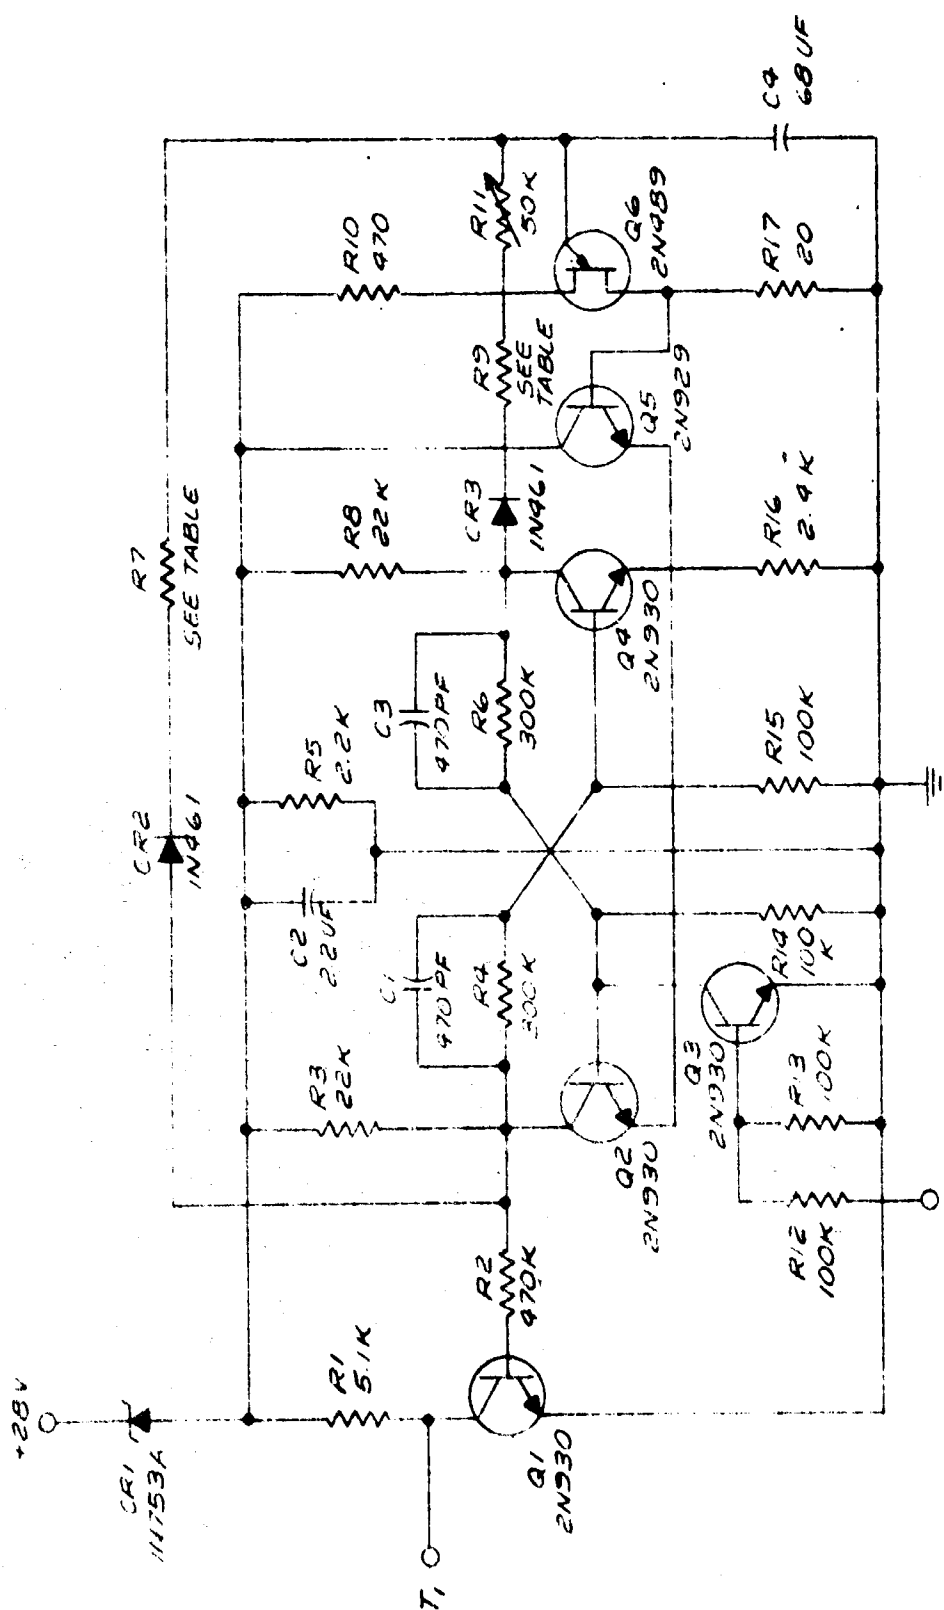 +28V
CR1
1N753A
T1
R1
5.1K
Q1
2N930
R2
470K
R3
22K
CR2
1N461
R7
SEE TABLE
C2
22UF
R5
2.2K
C1
470PF
R4
300K
C3
470PF
R6
300K
R8
22K
CR3
1N461
R9
SEE
TABLE
R10
470
R11
50K
Q2
2N930
Q3
2N930
Q4
2N930
Q5
2N929
Q6
2N489
R12
100K
R13
100K
R14
100
K
R15
100K
R16
2.4K
R17
20
C4
68UF